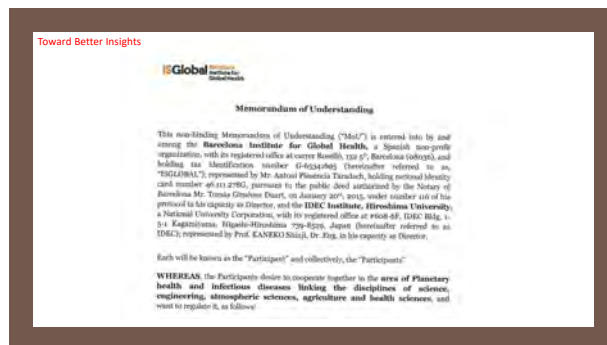 Toward Better Insights
ISGlobal Barcelona
Institute for
Global Health
Memorandum of Understanding
This non-binding Memorandum of Understanding ("MoU") is entered into by and
among the Barcelona Institute for Global Health, a Spanish non-profit
organization, with its registered office at carrer Rosselló, 132 5º, Barcelona (08036), and
holding tax identification number G-65341695 (hereinafter referred to as,
"ISGLOBAL"); represented by Mr. Antoni Plasència Taradach, holding national identity
card number pursuant to the public deed authorized by the Notary of
Barcelona Mr. Tomás Giménez Duart, on January 20th, 2015, under number 116 of his
protocol in his capacity as Director, and the IDEC Institute, Hiroshima University,
a National University Corporation, with its registered office at IDEC Bldg, 1-
5-1 Kagamiyama, Higashi-Hiroshima 739-8529, Japan (hereinafter referred to as
IDEC); represented by Prof. KANEKO Shinji, Dr. Eng. in his capacity as Director.
Each will be known as the "Participant" and collectively, the "Participants"
WHEREAS, the Participants desire to cooperate together in the area of Planetary
health and infectious diseases linking the disciplines of science,
engineering, atmospheric sciences, agriculture and health sciences, and
want to regulate it, as follows: